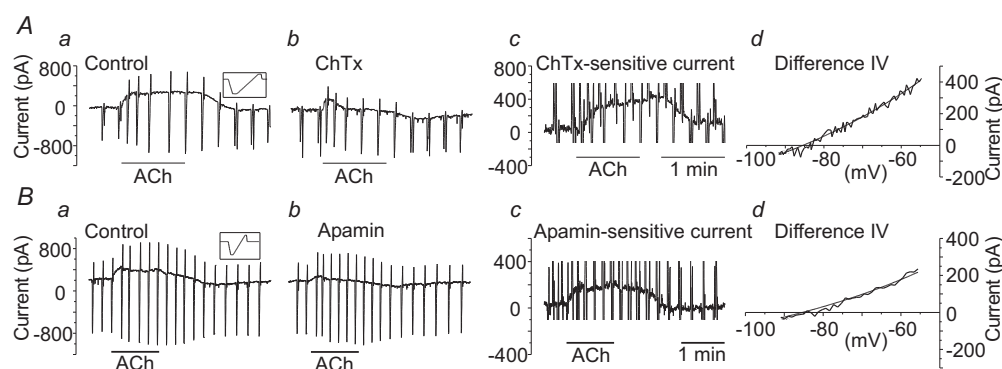 A
a
b
c
d
Control
ChTx
ChTx-sensitive current
Difference IV
Current (pA)
800
0
-800
ACh
ACh
800
400
0
-400
ACh
1 min
-100
-80
-60
(mV)
400
200
0
-200
Current (pA)
B
a
b
c
d
Control
Apamin
Apamin-sensitive current
Difference IV
Current (pA)
800
0
-800
ACh
ACh
400
0
-400
ACh
1 min
-100
-80
-60
(mV)
400
200
0
-200
Current (pA)